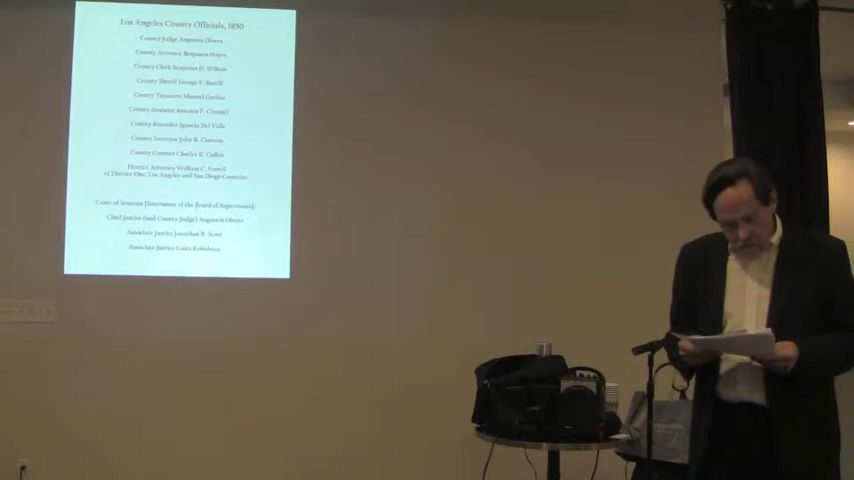 Los Angeles County Officials, 1850
County Judge Augustin Olvera
County Attorney Benjamin Hayes
County Clerk Benjamin D. Wilson
County Sheriff George F. Burrill
County Treasurer Manuel Garfias
County Assessor Antonio F. Coronel
County Recorder Ignacio Del Valle
County Surveyor John R. Conway
County Coroner Charles B. Cullen
District Attorney William C. Ferrell
of District One, Los Angeles and San Diego Counties
Court of Sessions [forerunner of the Board of Supervisors],
Chief Justice (and County Judge) Augustin Olvera
Associate Justice Jonathan R. Scott
Associate Justice Louis Robidoux